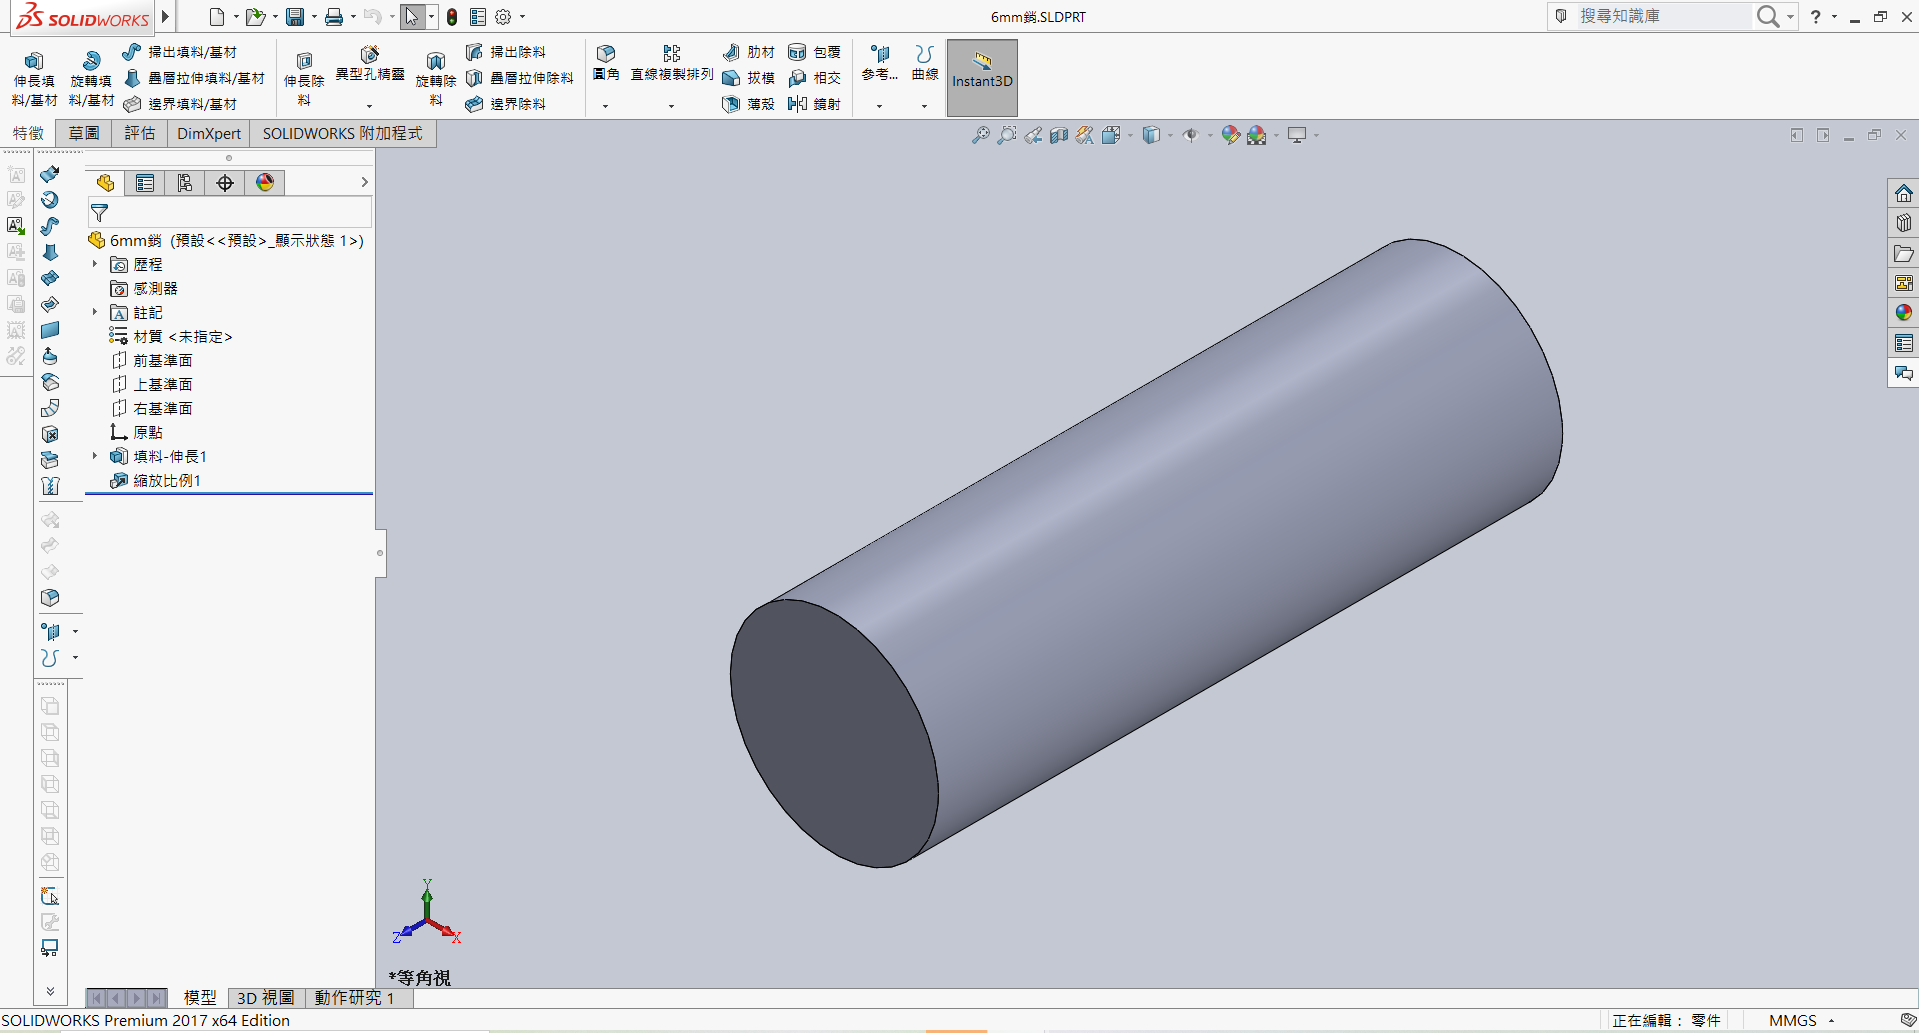 SOLIDWORKS
6mm銷.SLDPRT
搜尋知識庫
伸長填料/基材
旋轉填料/基材
掃出填料/基材
疊層拉伸填料/基材
邊界填料/基材
伸長除料
異型孔精靈
旋轉除料
掃出除料
疊層拉伸除料
邊界除料
圓角
直線複製排列
肋材
拔模
薄殼
包覆
相交
鏡射
參考...
曲線
Instant3D
特徵
草圖
評估
DimXpert
SOLIDWORKS 附加程式
6mm銷 (預設<<預設>_顯示狀態 1>)
歷程
感測器
註記
材質 <未指定>
前基準面
上基準面
右基準面
原點
填料-伸長1
縮放比例1
Y
Z
X
*等角視
模型
3D 視圖
動作研究 1
SOLIDWORKS Premium 2017 x64 Edition
正在編輯： 零件
MMGS